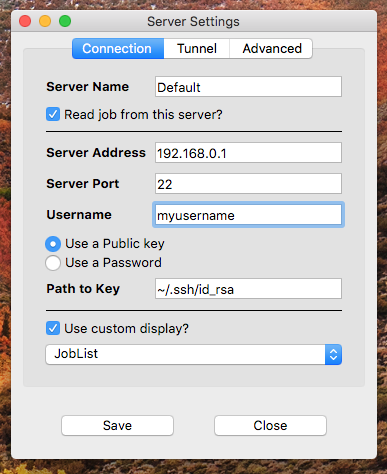 Server Settings
Connection Tunnel Advanced
Server Name Default
Read job from this server?
Server Address 192.168.0.1
Server Port 22
Username myusername
Use a Public key
Use a Password
Path to Key ~/.ssh/id_rsa
Use custom display?
JobList
Save Close